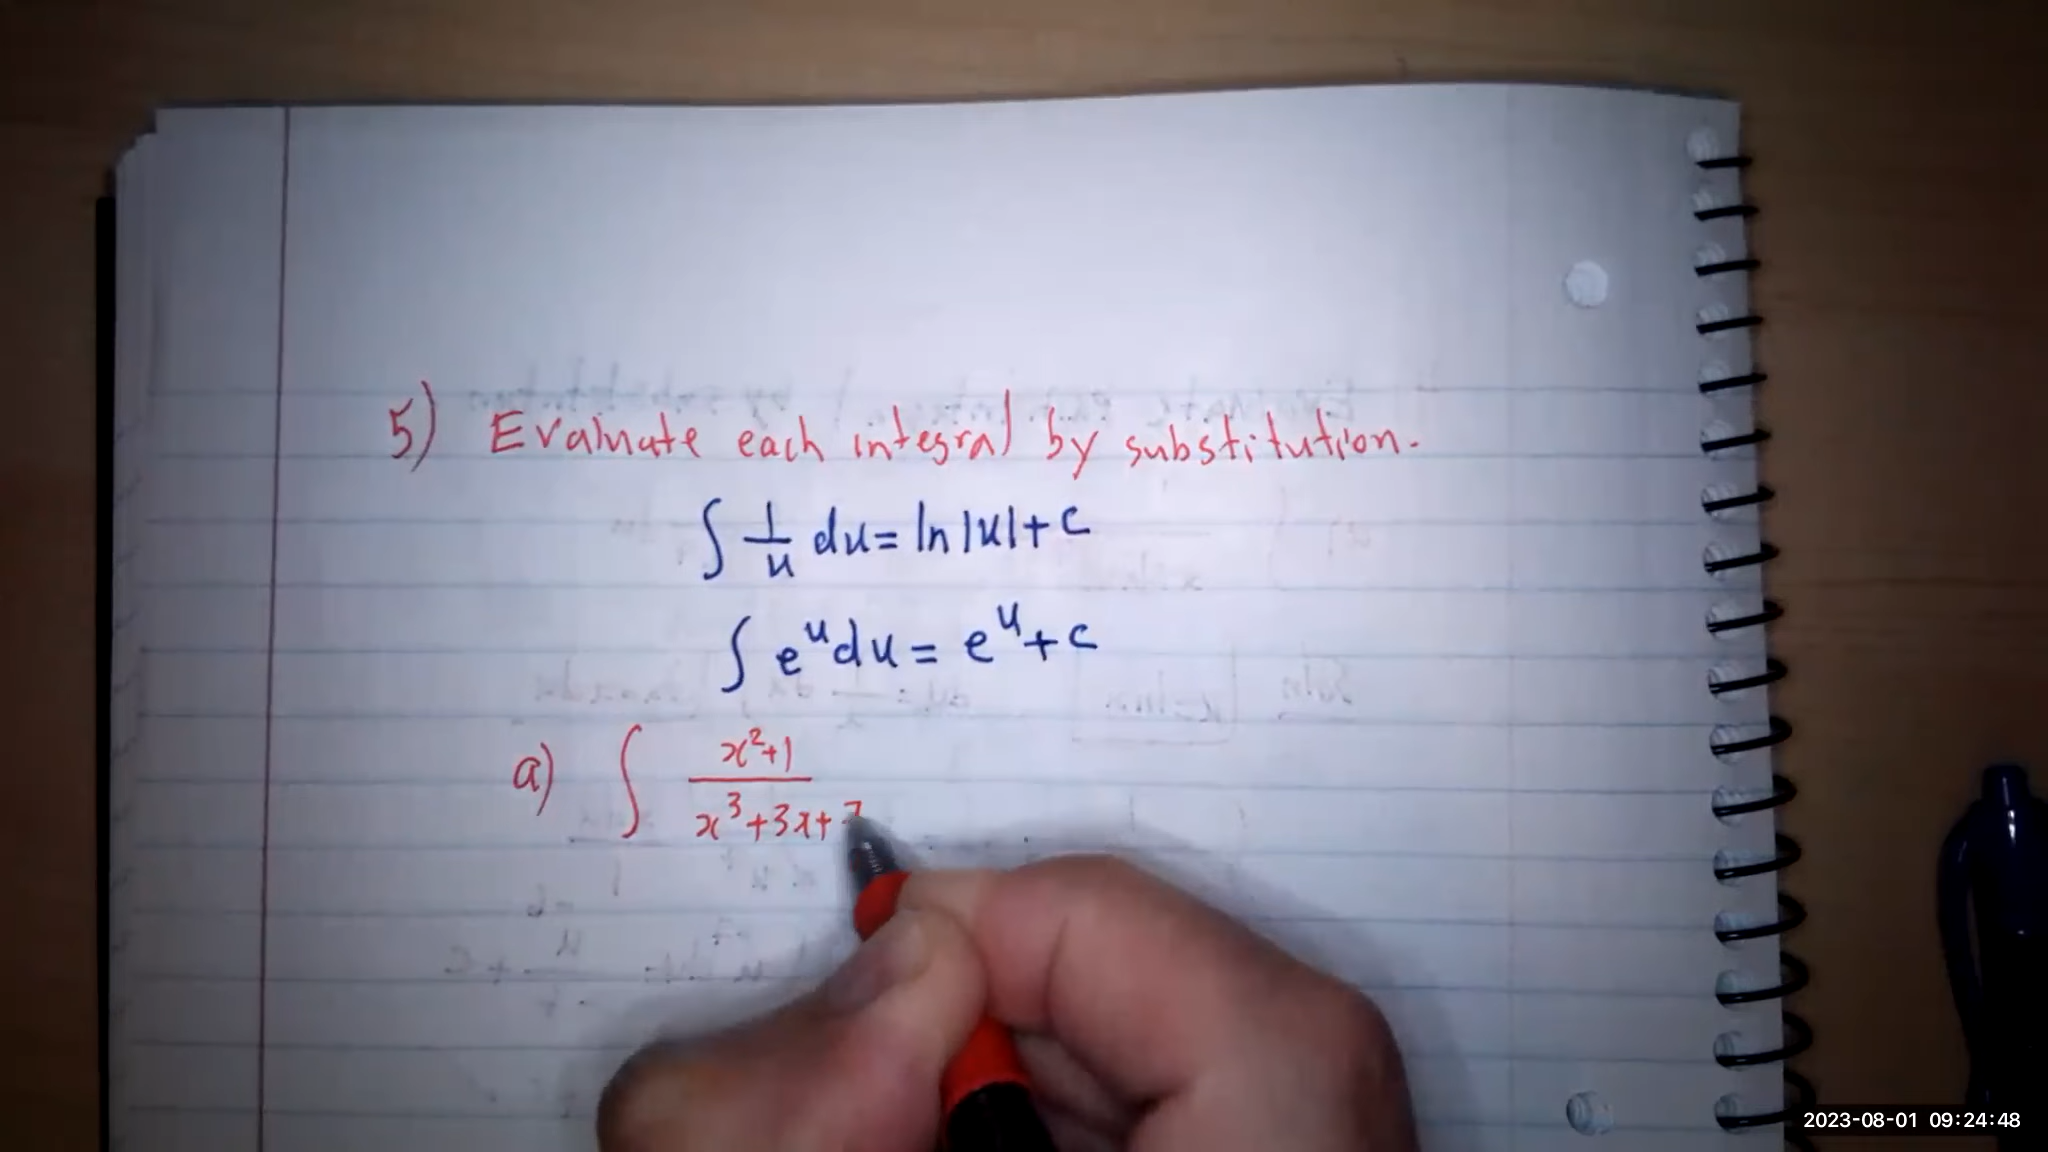 5) Evaluate each integral by substitution.
∫ 1/u du = ln |u| + c
∫ e^u du = e^u + c
a) ∫ (x² + 1)/(x³ + 3x +
2023-08-01 09:24:48